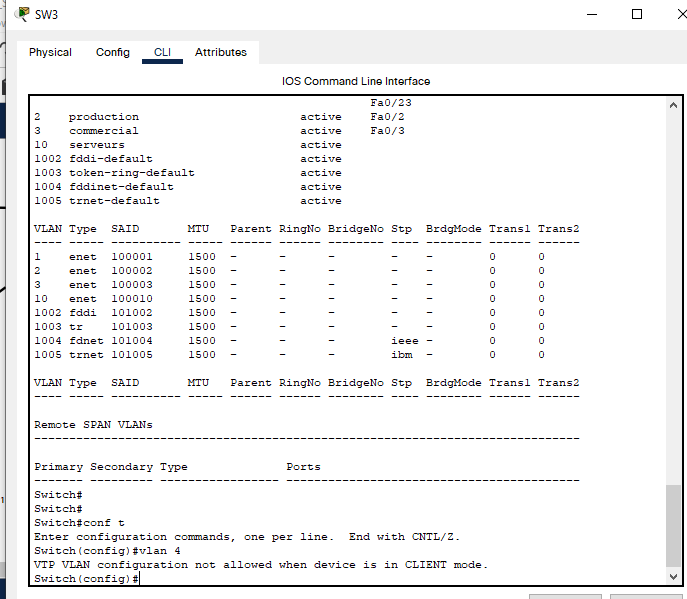 SW3
Physical Config CLI Attributes
IOS Command Line Interface
Fa0/23
2 production active Fa0/2
3 commercial active Fa0/3
10 serveurs active
1002 fddi-default active
1003 token-ring-default active
1004 fddinet-default active
1005 trnet-default active
VLAN Type SAID MTU Parent RingNo BridgeNo Stp BrdgMode Trans1 Trans2
---- ----- ---------- ----- ------ ------ -------- ---- -------- ------ ------
1 enet 100001 1500 - - - - - 0 0
2 enet 100002 1500 - - - - - 0 0
3 enet 100003 1500 - - - - - 0 0
10 enet 100010 1500 - - - - - 0 0
1002 fddi 101002 1500 - - - - - 0 0
1003 tr 101003 1500 - - - - - 0 0
1004 fdnet 101004 1500 - - - ieee - 0 0
1005 trnet 101005 1500 - - - ibm - 0 0
VLAN Type SAID MTU Parent RingNo BridgeNo Stp BrdgMode Trans1 Trans2
---- ----- ---------- ----- ------ ------ -------- ---- -------- ------ ------
Remote SPAN VLANs
------------------------------------------------------------------------------
Primary Secondary Type Ports
------- --------- ----------------- ------------------------------------------
Switch#
Switch#
Switch#conf t
Enter configuration commands, one per line. End with CNTL/Z.
Switch(config)#vlan 4
VTP VLAN configuration not allowed when device is in CLIENT mode.
Switch(config)#